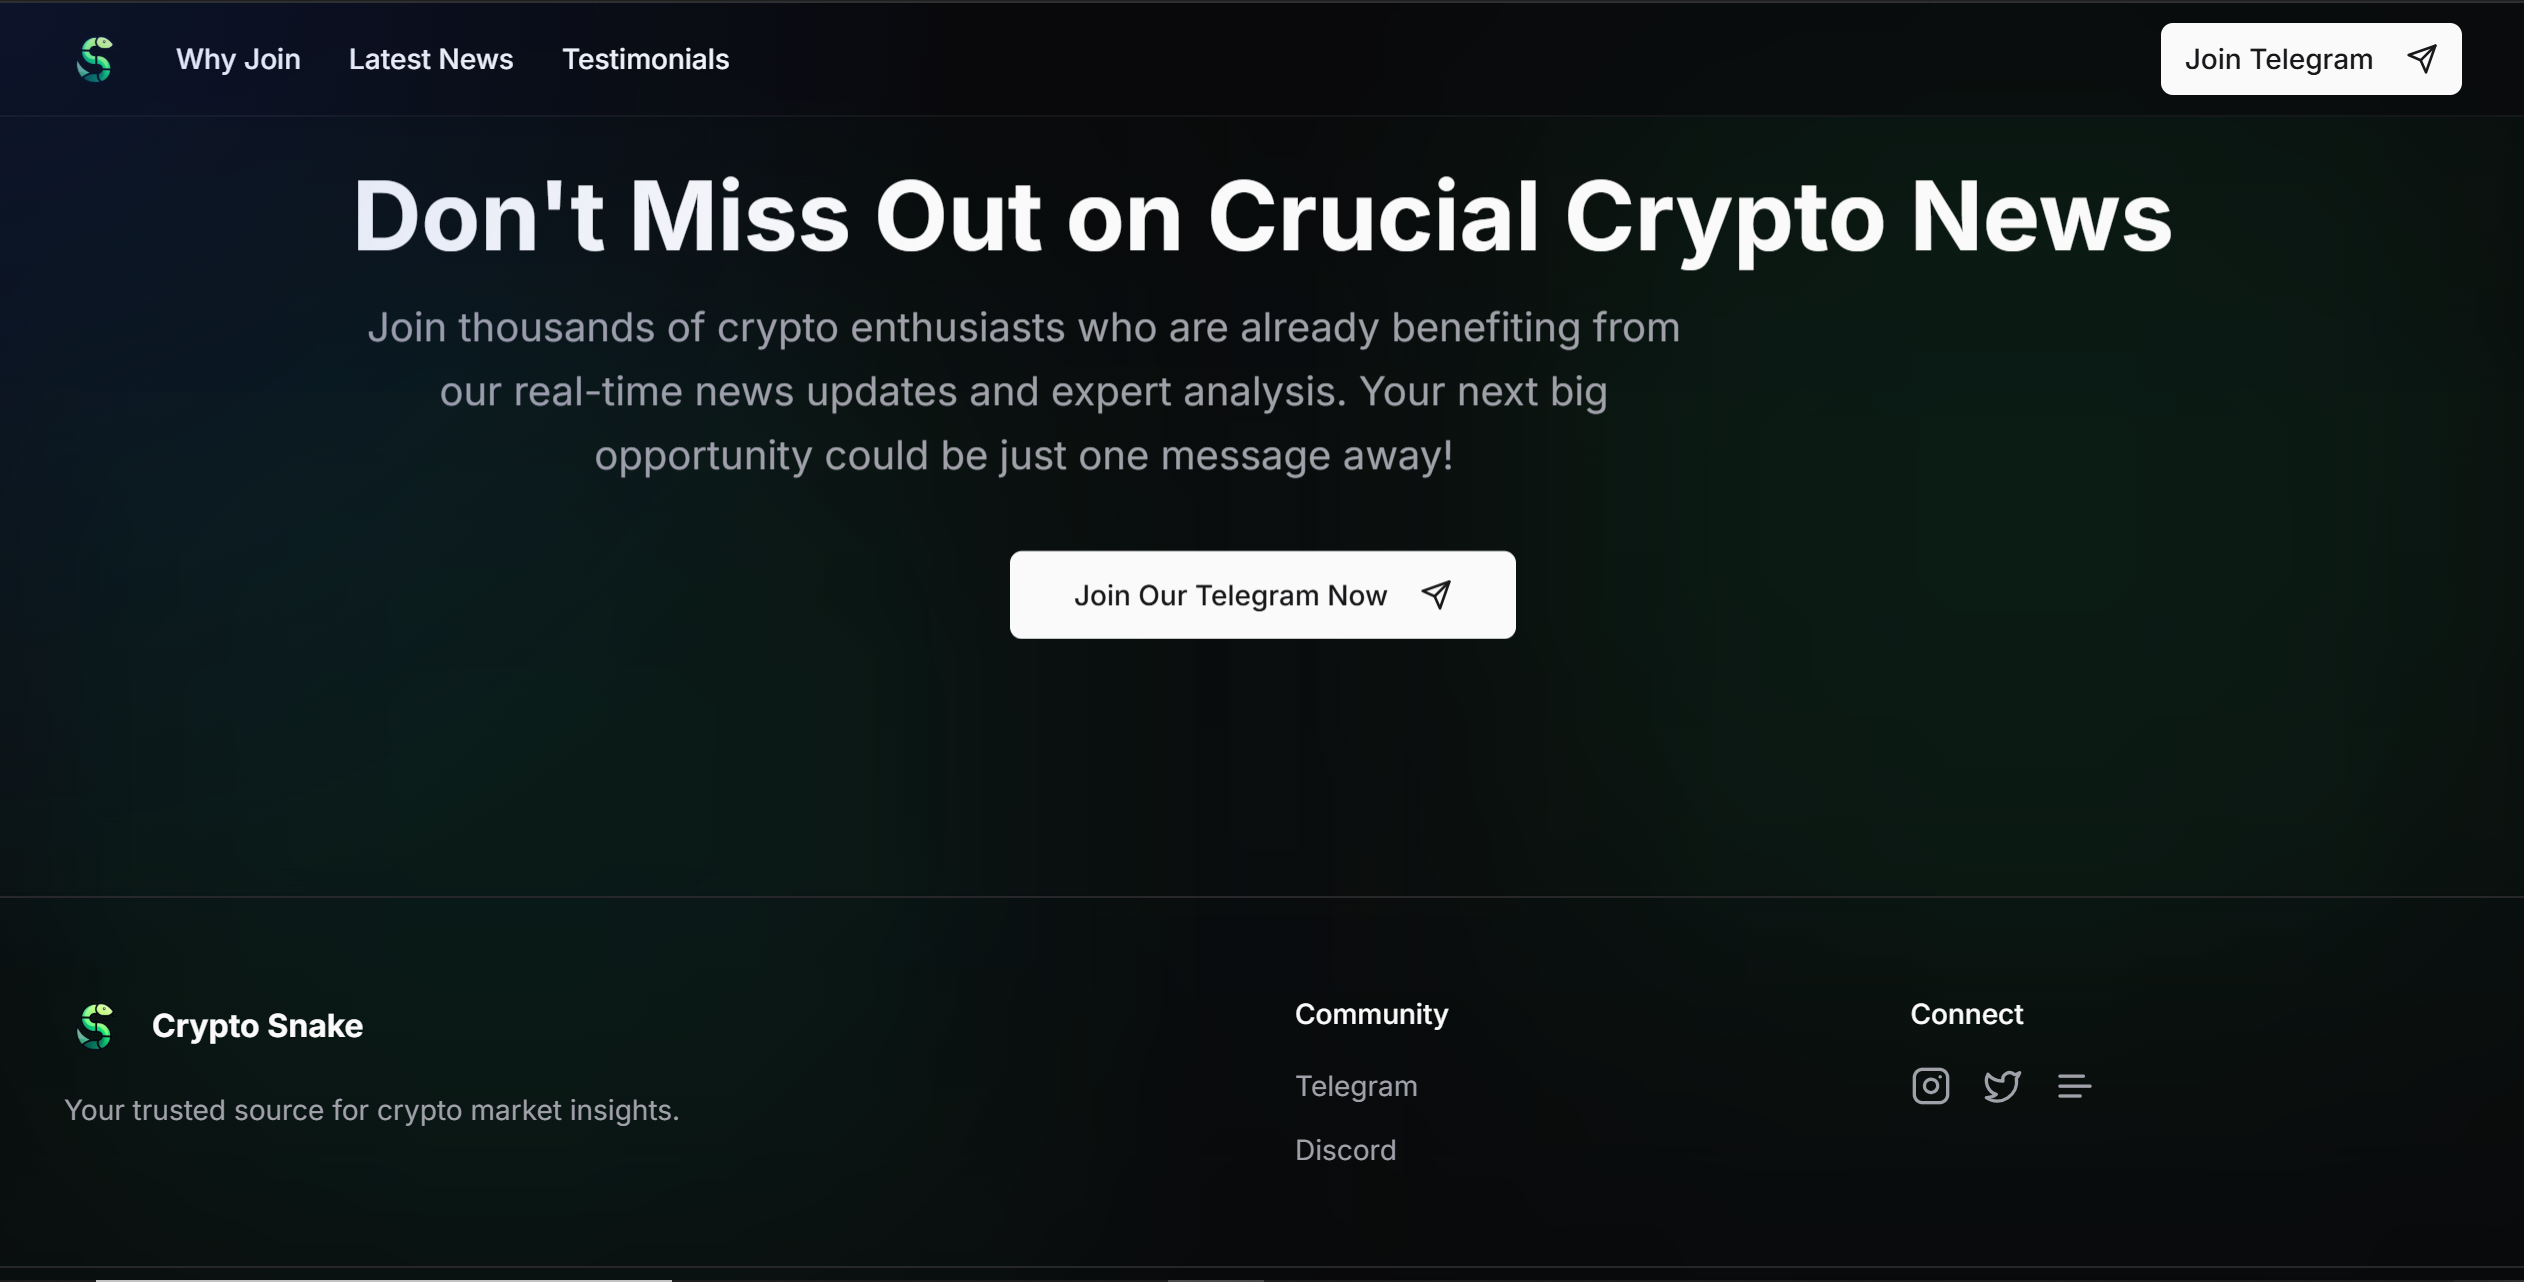 Why Join
Latest News
Testimonials
Join Telegram
Don't Miss Out on Crucial Crypto News
Join thousands of crypto enthusiasts who are already benefiting from
our real-time news updates and expert analysis. Your next big
opportunity could be just one message away!
Join Our Telegram Now
Crypto Snake
Your trusted source for crypto market insights.
Community
Telegram
Discord
Connect